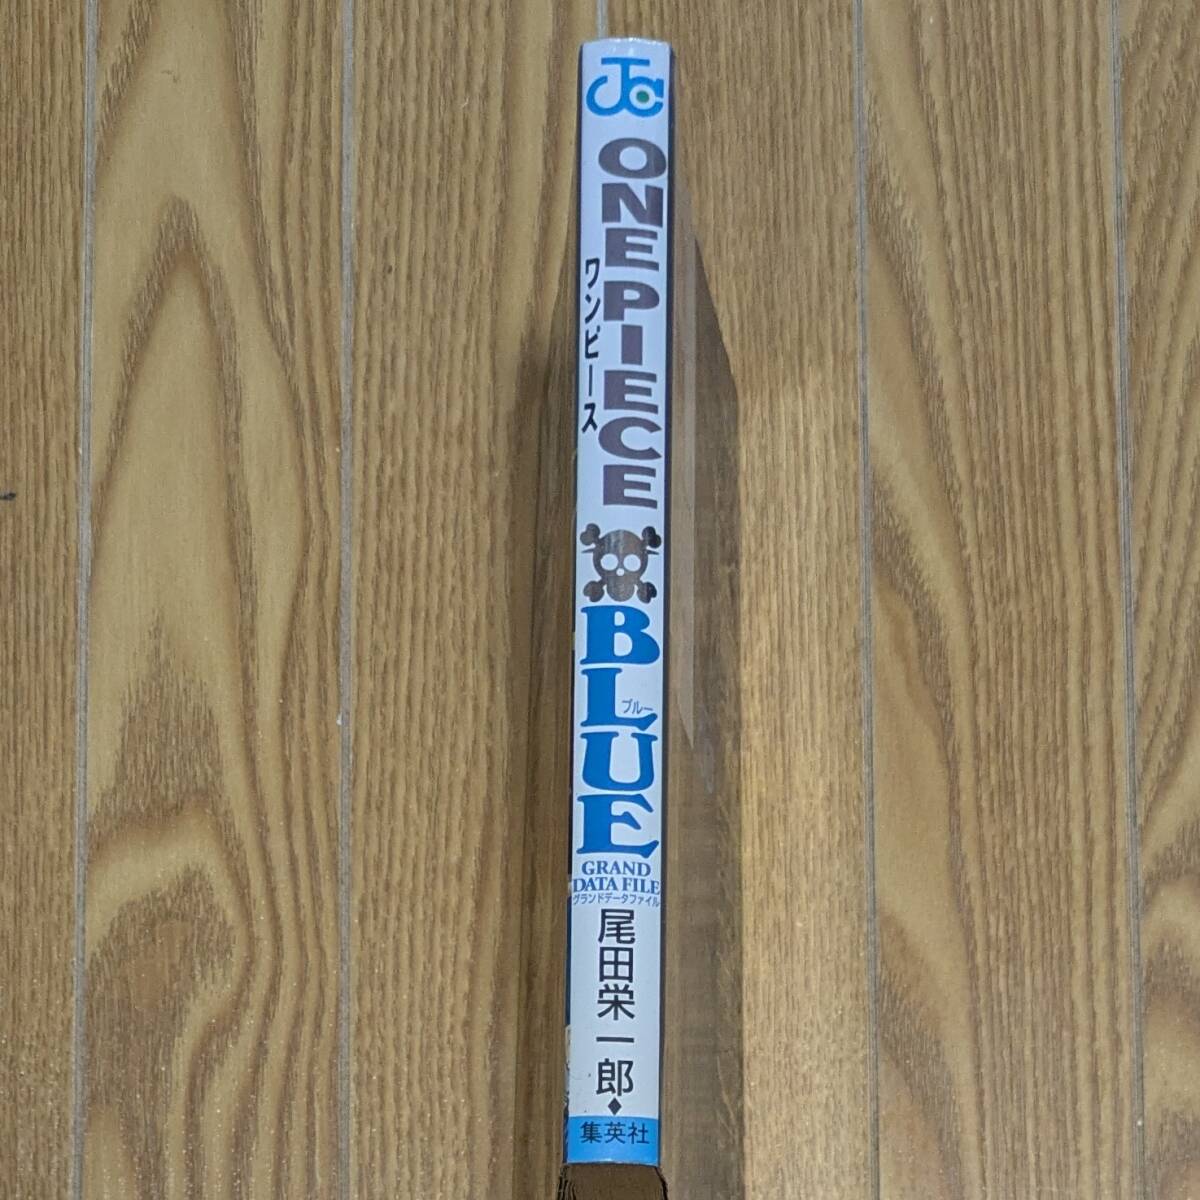 JC
ONE PIECE
ワンピース
BLUE
ブルー
GRAND
DATA FILE
グランドデータファイル
尾田栄一郎
集英社